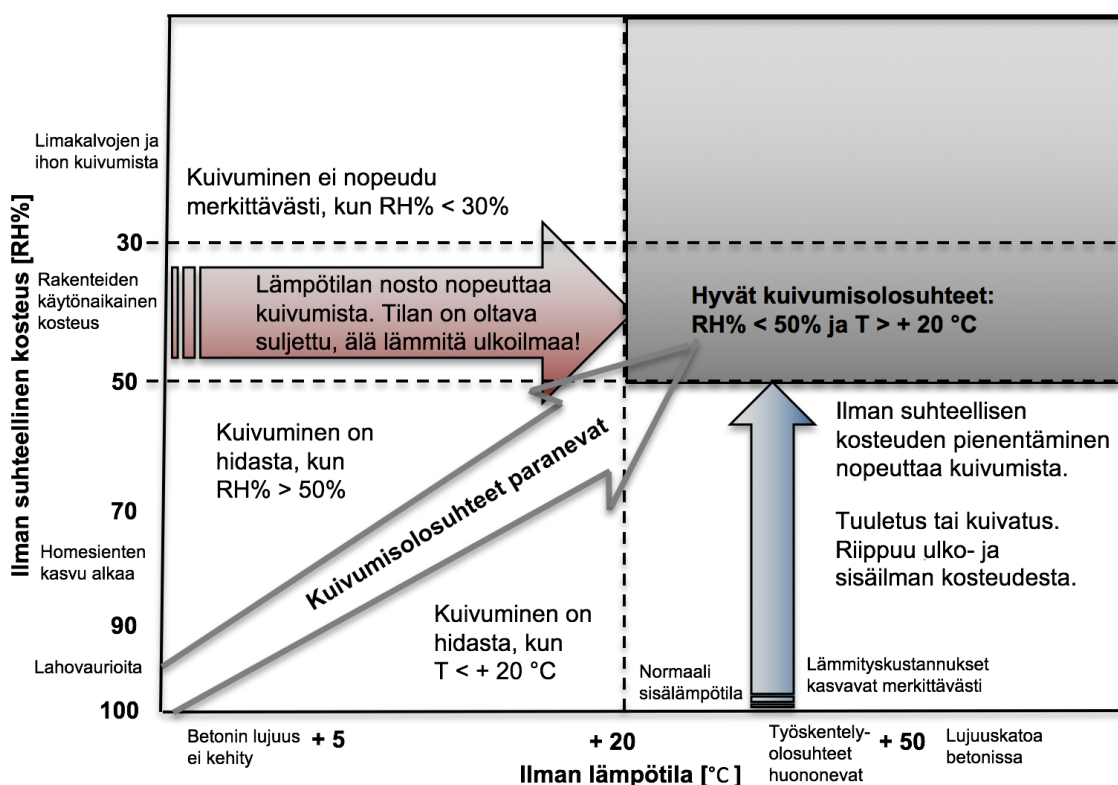 Ilman suhteellinen kosteus [RH%]
Limakalvojen ja
ihon kuivumista
30
Rakenteiden
käytönaikainen
kosteus
50
70
Homesienten
kasvu alkaa
90
Lahovaurioita
100
Kuivuminen ei nopeudu
merkittävästi, kun RH% < 30%
Lämpötilan nosto nopeuttaa
kuivumista. Tilan on oltava
suljettu, älä lämmitä ulkoilmaa!
Hyvät kuivumisolosuhteet:
RH% < 50% ja T > + 20 °C
Kuivuminen on
hidasta, kun
RH% > 50%
Kuivumisolosuhteet paranevat
Kuivuminen on
hidasta, kun
T < + 20 °C
Ilman suhteellisen
kosteuden pienentäminen
nopeuttaa kuivumista.
Tuuletus tai kuivatus.
Riippuu ulko- ja
sisäilman kosteudesta.
Normaali
sisälämpötila
Lämmityskustannukset
kasvavat merkittävästi
Betonin lujuus
ei kehity
+ 5
+ 20
Työskentely-
olosuhteet
huononevat
+ 50
Lujuuskatoa
betonissa
Ilman lämpötila [°C ]